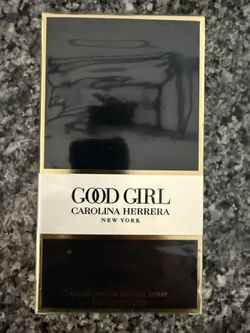 GOOD GIRL
CAROLINA HERRERA
NEW YORK
EAU DE PARFUM NATURAL SPRAY